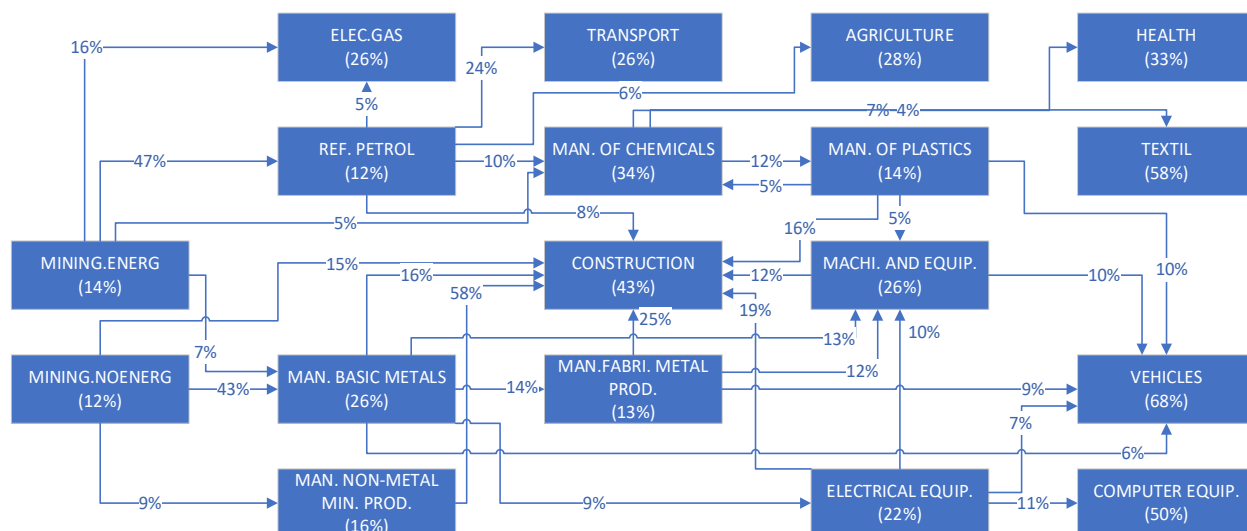 ELEC.GAS
(26%)
TRANSPORT
(26%)
AGRICULTURE
(28%)
HEALTH
(33%)
16%
24%
6%
7%
4%
5%
REF. PETROL
(12%)
MAN. OF CHEMICALS
(34%)
MAN. OF PLASTICS
(14%)
TEXTIL
(58%)
47%
10%
12%
5%
5%
8%
16%
5%
MINING.ENERG
(14%)
CONSTRUCTION
(43%)
MACHI. AND EQUIP.
(26%)
15%
16%
12%
10%
10%
58%
25%
19%
13%
10%
7%
MINING.NOENERG
(12%)
MAN. BASIC METALS
(26%)
MAN.FABRI. METAL
PROD.
(13%)
VEHICLES
(68%)
43%
14%
12%
9%
7%
6%
MAN. NON-METAL
MIN. PROD.
(16%)
ELECTRICAL EQUIP.
(22%)
COMPUTER EQUIP.
(50%)
9%
9%
11%